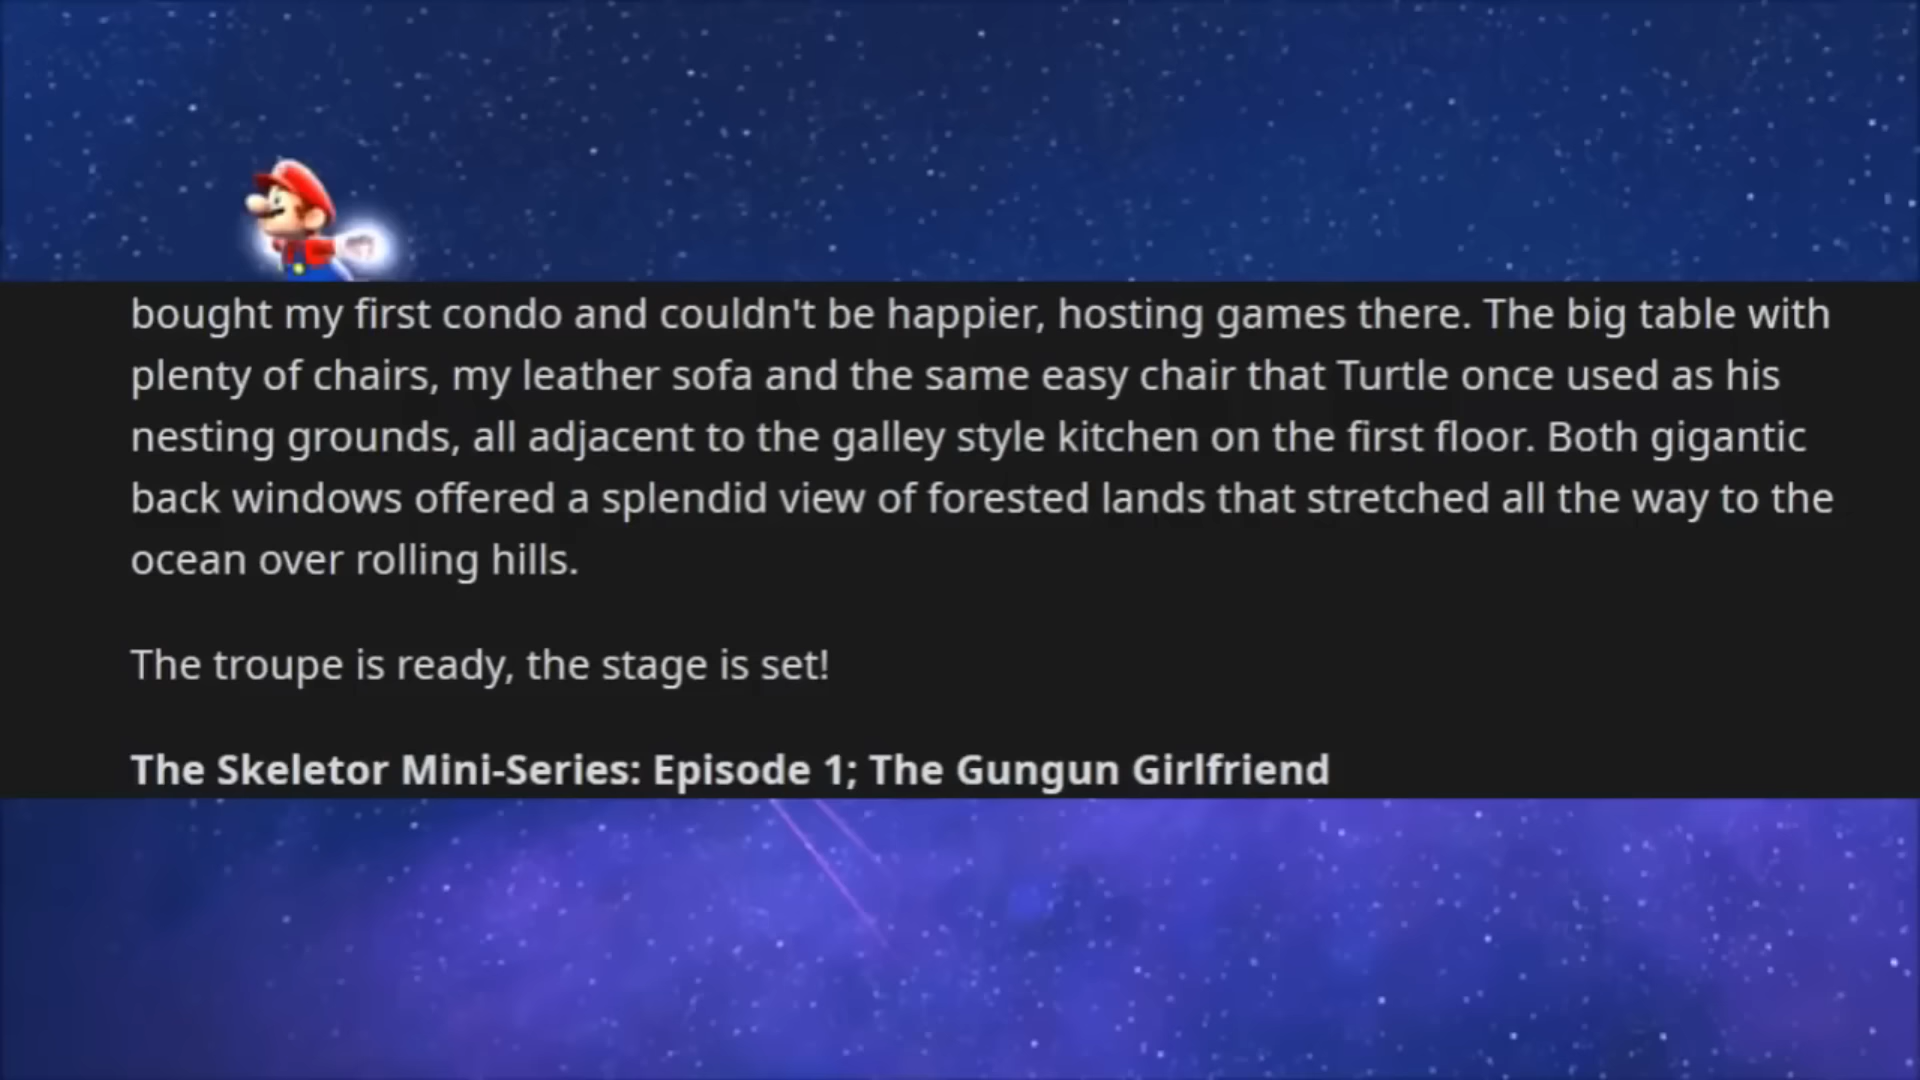 bought my first condo and couldn't be happier, hosting games there. The big table with
plenty of chairs, my leather sofa and the same easy chair that Turtle once used as his
nesting grounds, all adjacent to the galley style kitchen on the first floor. Both gigantic
back windows offered a splendid view of forested lands that stretched all the way to the
ocean over rolling hills.
The troupe is ready, the stage is set!
The Skeletor Mini-Series: Episode 1; The Gungun Girlfriend